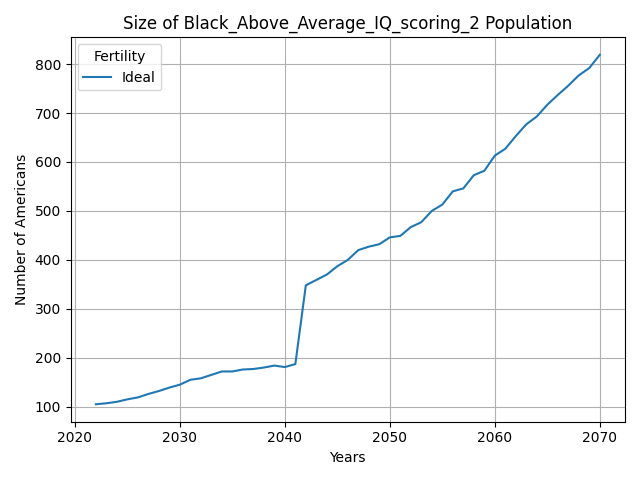 Size of Black_Above_Average_IQ_scoring_2 Population
Fertility
Ideal
Number of Americans
800
700
600
500
400
300
200
100
2020
2030
2040
2050
2060
2070
Years